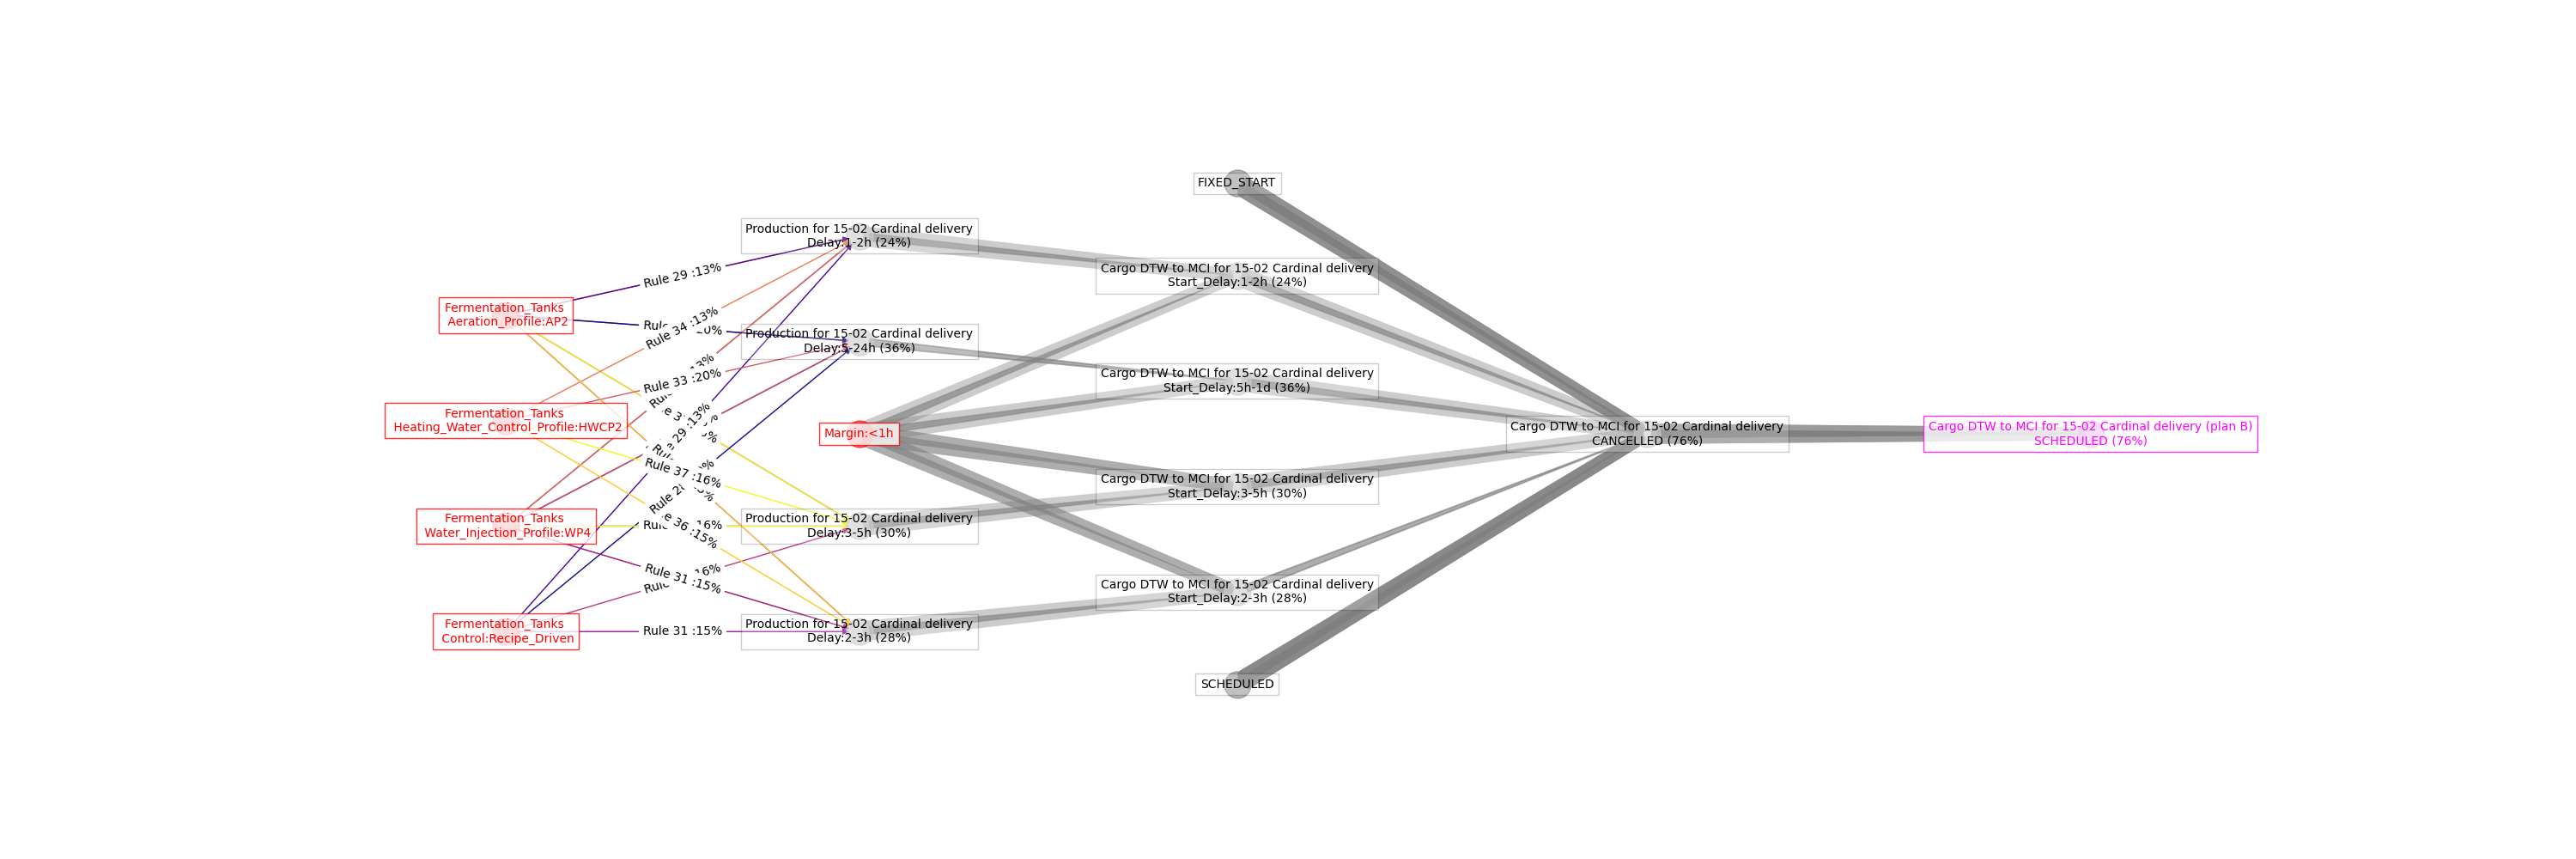 FIXED_START
Production for 15-02 Cardinal delivery
Delay:1-2h (24%)
Cargo DTW to MCI for 15-02 Cardinal delivery
Start_Delay:1-2h (24%)
Rule 29 :13%
Fermentation_Tanks
Aeration_Profile:AP2
Rule 34 :13%
Production for 15-02 Cardinal delivery
Delay:5-24h (36%)
Rule 33 :20%
Cargo DTW to MCI for 15-02 Cardinal delivery
Start_Delay:5h-1d (36%)
Fermentation_Tanks
Heating_Water_Control_Profile:HWCP2
29 :13%
Margin:<1h
Cargo DTW to MCI for 15-02 Cardinal delivery
CANCELLED (76%)
Cargo DTW to MCI for 15-02 Cardinal delivery (plan B)
SCHEDULED (76%)
Rule 37 :16%
Cargo DTW to MCI for 15-02 Cardinal delivery
Start_Delay:3-5h (30%)
Fermentation_Tanks
Water_Injection_Profile:WP4
16%
36 :15%
Production for 15-02 Cardinal delivery
Delay:3-5h (30%)
16%
Rule 31 :15%
Cargo DTW to MCI for 15-02 Cardinal delivery
Start_Delay:2-3h (28%)
Fermentation_Tanks
Control:Recipe_Driven
Rule 31 :15%
Production for 15-02 Cardinal delivery
Delay:2-3h (28%)
SCHEDULED